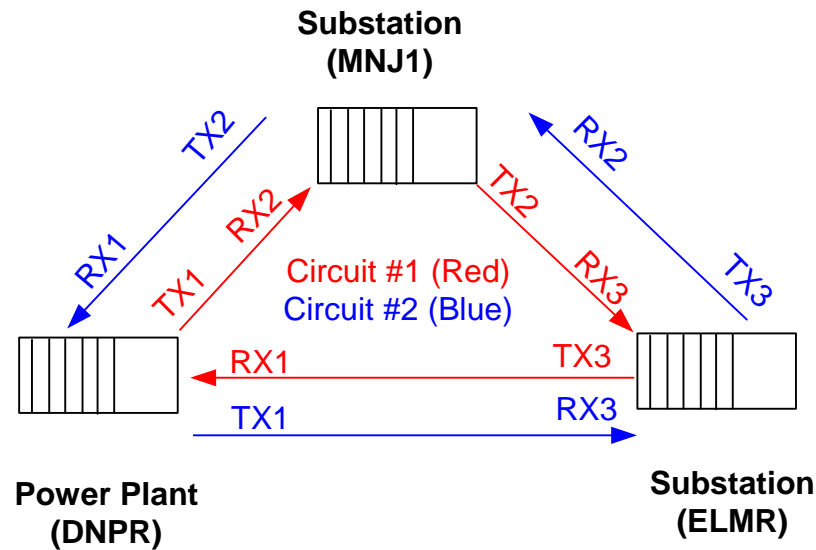 Substation
(MNJ1)
TX2
RX2
RX1
TX1
RX2
TX2
RX3
TX3
Circuit #1 (Red)
Circuit #2 (Blue)
RX1
TX3
TX1
RX3
Power Plant
(DNPR)
Substation
(ELMR)